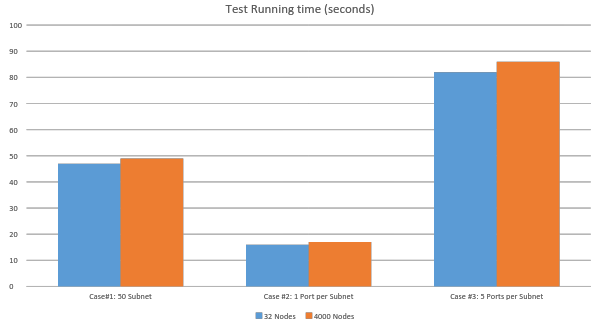 Test Running time (seconds)
100
90
80
70
60
50
40
30
20
10
0
Case#1: 50 Subnet
Case #2: 1 Port per Subnet
Case #3: 5 Ports per Subnet
32 Nodes
4000 Nodes